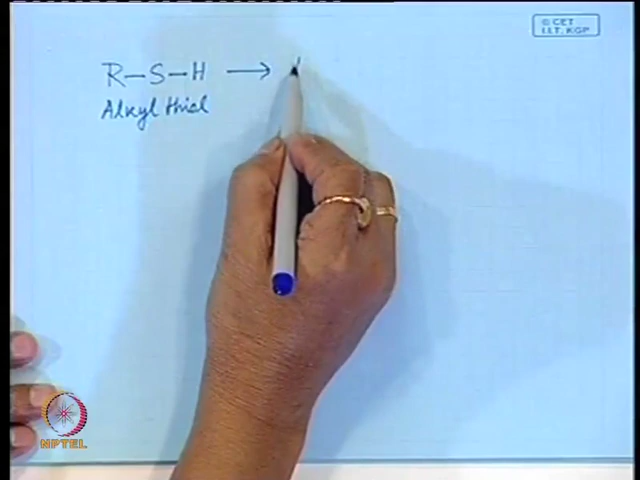 © CET
I.I.T. KGP
R-S-H →
Alkyl thiol
NPTEL